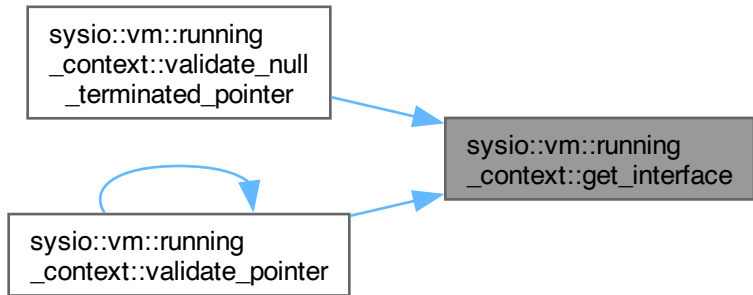 sysio::vm::running
_context::validate_null
_terminated_pointer
sysio::vm::running
_context::get_interface
sysio::vm::running
_context::validate_pointer